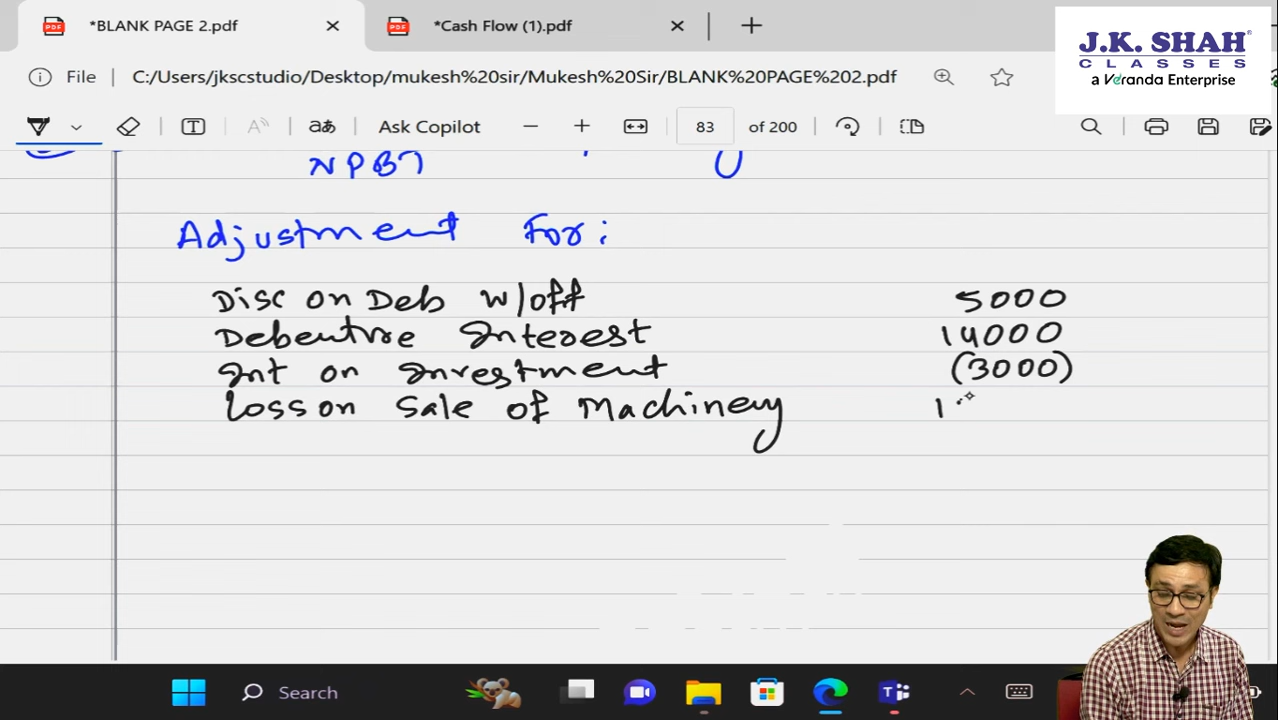 *BLANK PAGE 2.pdf
*Cash Flow (1).pdf
J.K. SHAH®
CLASSES
a Veranda Enterprise
File
C:/Users/jkscstudio/Desktop/mukesh%20sir/Mukesh%20Sir/BLANK%20PAGE%202.pdf
Ask Copilot
83 of 200
NPBT
Adjustment For:
Disc on Deb w/off 5000
Debenture Interest 14000
Int on Investment (3000)
Loss on Sale of Machinery 1
Search